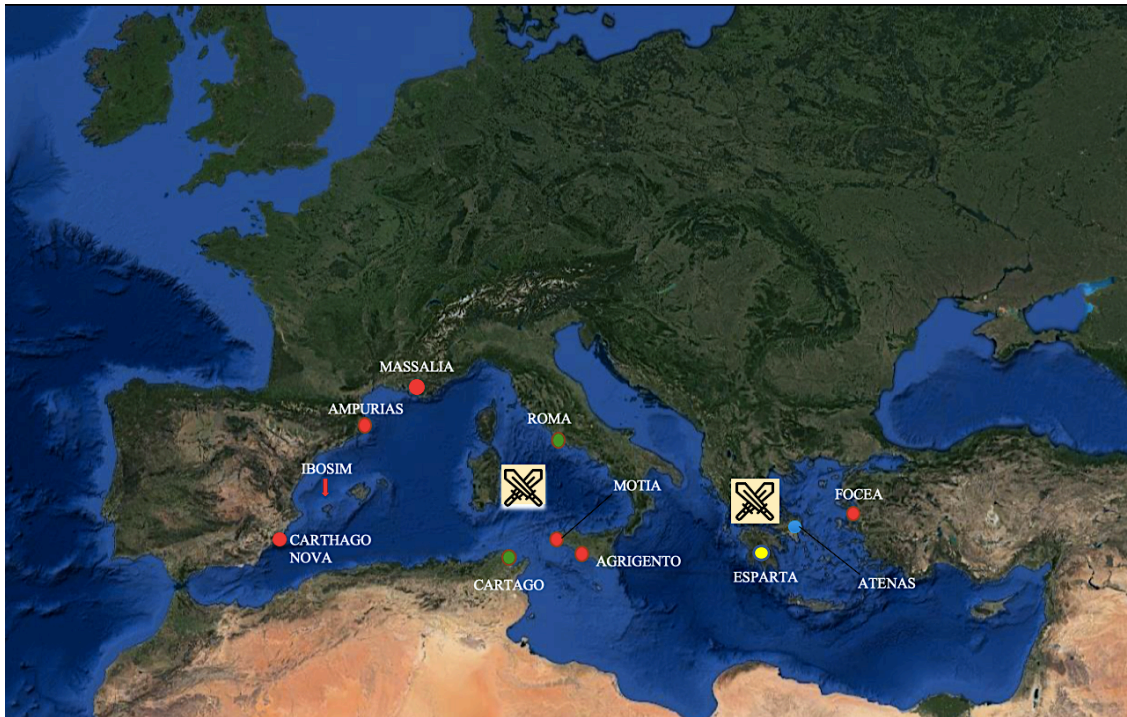 MASSALIA
AMPURIAS
ROMA
IBOSIM
MOTIA
FOCEA
CARTHAGO
NOVA
AGRIGENTO
CARTAGO
ESPARTA
ATENAS